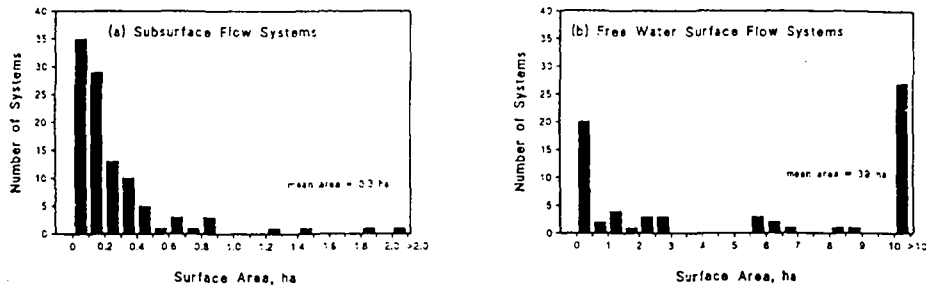 (a) Subsurface Flow Systems
Number of Systems
40
35
30
25
20
15
10
5
0
mean area = 0.3 ha
0 0.2 0.4 0.6 0.8 1.0 1.2 1.4 1.6 1.8 2.0 >2.0
Surface Area, ha
(b) Free Water Surface Flow Systems
Number of Systems
40
35
30
25
20
15
10
5
0
mean area = 39 ha
0 1 2 3 4 5 6 7 8 9 10 >10
Surface Area, ha